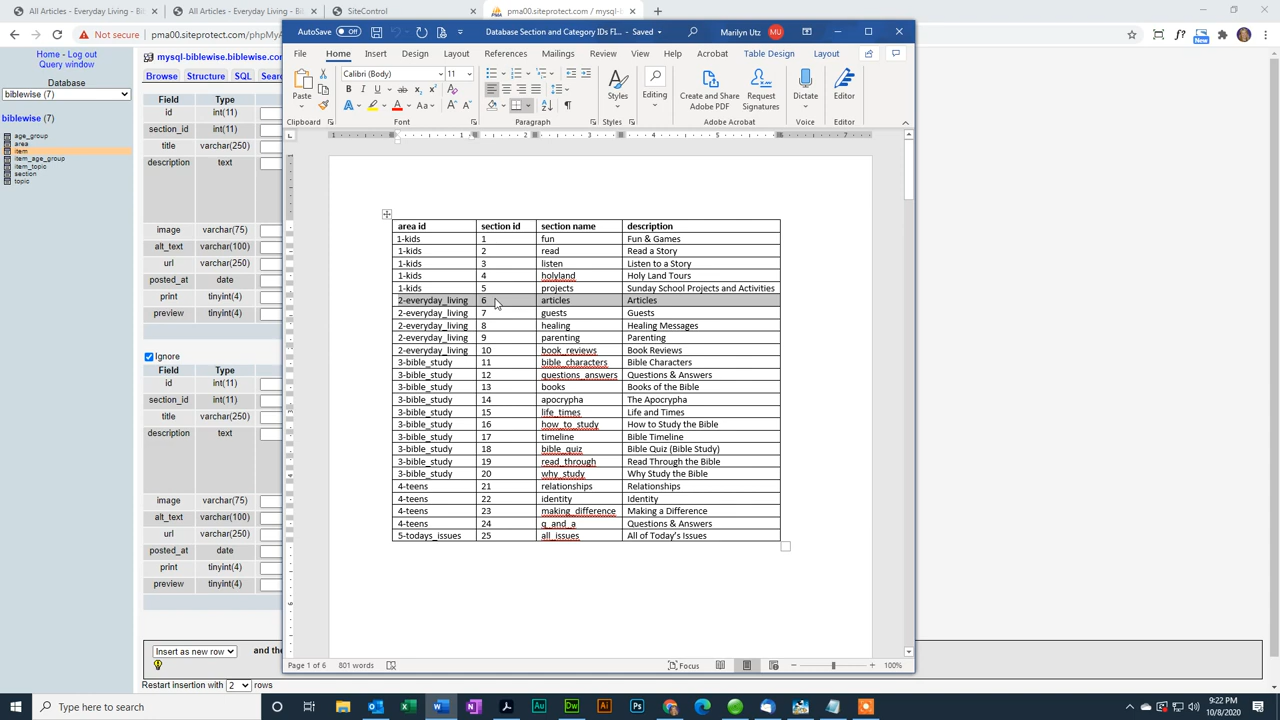 All Articles - Everyday Living - Bi
All Articles - Everyday Living - B
SiteControl
pma00.siteprotect.com / mysql-
Not secure
pma00.siteprotect.com/phpMyA
New
AutoSave
Off
Database Section and Category IDs FI... - Saved
Marilyn Utz
MU
File
Home
Insert
Design
Layout
References
Mailings
Review
View
Help
Acrobat
Table Design
Layout
Calibri (Body)
11
Paste
Clipboard
Font
Paragraph
Styles
Styles
Editing
Create and Share Adobe PDF
Request Signatures
Adobe Acrobat
Dictate
Voice
Editor
Editor
Home - Log out
Query window
Database
biblewise (7)
biblewise (7)
age_group
area
item
item_age_group
item_topic
section
topic
mysql-biblewise.biblewise.com
Browse
Structure
SQL
Field Type
id int(11)
section_id int(11)
title varchar(250)
description text
image varchar(75)
alt_text varchar(100)
url varchar(250)
posted_at date
print tinyint(4)
preview tinyint(4)
Ignore
Field Type
id int(11)
section_id int(11)
title varchar(250)
description text
image varchar(75)
alt_text varchar(100)
url varchar(250)
posted_at date
print tinyint(4)
preview tinyint(4)
Insert as new row
Restart insertion with 2 rows
area id section id section name description
1-kids 1 fun Fun & Games
1-kids 2 read Read a Story
1-kids 3 listen Listen to a Story
1-kids 4 holyland Holy Land Tours
1-kids 5 projects Sunday School Projects and Activities
2-everyday_living 6 articles Articles
2-everyday_living 7 guests Guests
2-everyday_living 8 healing Healing Messages
2-everyday_living 9 parenting Parenting
2-everyday_living 10 book_reviews Book Reviews
3-bible_study 11 bible_characters Bible Characters
3-bible_study 12 questions_answers Questions & Answers
3-bible_study 13 books Books of the Bible
3-bible_study 14 apocrypha The Apocrypha
3-bible_study 15 life_times Life and Times
3-bible_study 16 how_to_study How to Study the Bible
3-bible_study 17 timeline Bible Timeline
3-bible_study 18 bible_quiz Bible Quiz (Bible Study)
3-bible_study 19 read_through Read Through the Bible
3-bible_study 20 why_study Why Study the Bible
4-teens 21 relationships Relationships
4-teens 22 identity Identity
4-teens 23 making_difference Making a Difference
4-teens 24 q_and_a Questions & Answers
5-todays_issues 25 all_issues All of Today's Issues
Page 1 of 6
801 words
Focus
100%
Type here to search
9:22 PM
10/8/2020